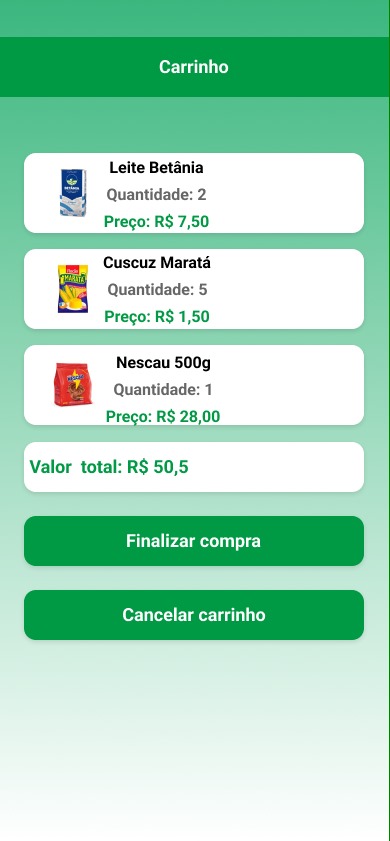 Carrinho
Leite Betânia
BETÂNIA
Quantidade: 2
Preço: R$ 7,50
Cuscuz Maratá
MARATÁ
Quantidade: 5
Preço: R$ 1,50
Nescau 500g
NESCAU
Quantidade: 1
Preço: R$ 28,00
Valor  total: R$ 50,5
Finalizar compra
Cancelar carrinho